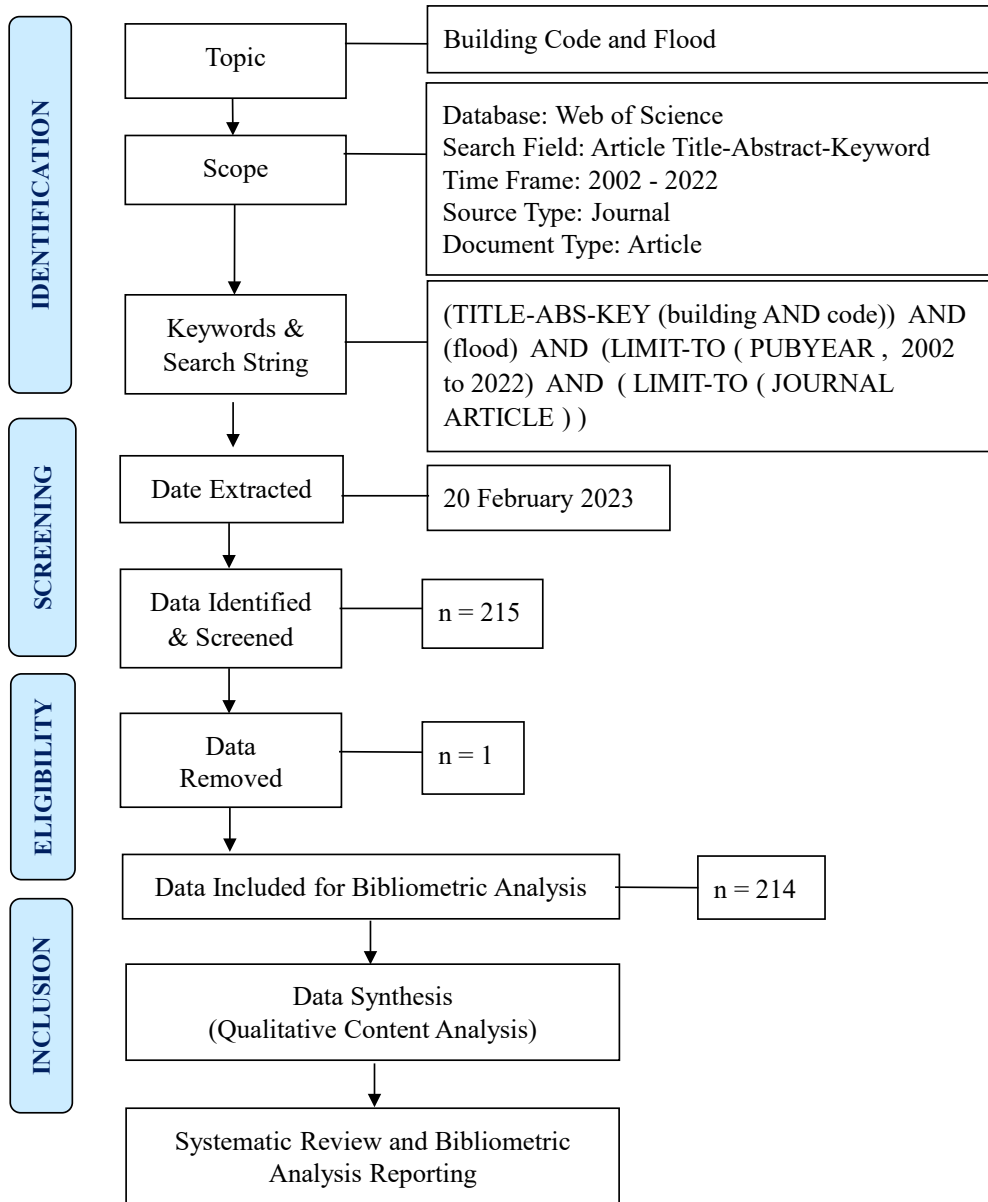 IDENTIFICATION
Topic
Building Code and Flood
Scope
Database: Web of Science
Search Field: Article Title-Abstract-Keyword
Time Frame: 2002 - 2022
Source Type: Journal
Document Type: Article
Keywords &
Search String
(TITLE-ABS-KEY (building AND code)) AND
(flood) AND (LIMIT-TO ( PUBYEAR , 2002
to 2022) AND ( LIMIT-TO ( JOURNAL
ARTICLE ) )
SCREENING
Date Extracted
20 February 2023
Data Identified
& Screened
n = 215
ELIGIBILITY
Data
Removed
n = 1
Data Included for Bibliometric Analysis
n = 214
INCLUSION
Data Synthesis
(Qualitative Content Analysis)
Systematic Review and Bibliometric
Analysis Reporting